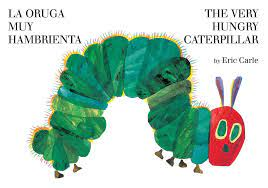 LA ORUGA
MUY
HAMBRIENTA
THE VERY
HUNGRY
CATERPILLAR
by Eric Carle